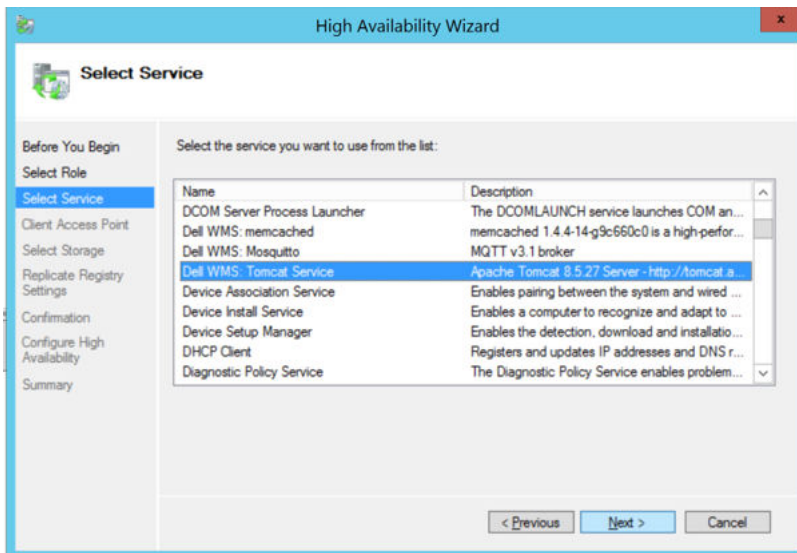 High Availability Wizard
x
Select Service
Before You Begin
Select Role
Select Service
Client Access Point
Select Storage
Replicate Registry
Settings
Confirmation
Configure High
Availability
Summary
Select the service you want to use from the list:
Name Description
DCOM Server Process Launcher The DCOMLAUNCH service launches COM an...
Dell WMS: memcached memcached 1.4.4-14-g9c660c0 is a high-perfor...
Dell WMS: Mosquitto MQTT v3.1 broker
Dell WMS: Tomcat Service Apache Tomcat 8.5.27 Server - http://tomcat.a...
Device Association Service Enables pairing between the system and wired ...
Device Install Service Enables a computer to recognize and adapt to ...
Device Setup Manager Enables the detection, download and installatio...
DHCP Client Registers and updates IP addresses and DNS r...
Diagnostic Policy Service The Diagnostic Policy Service enables problem...
< Previous Next > Cancel